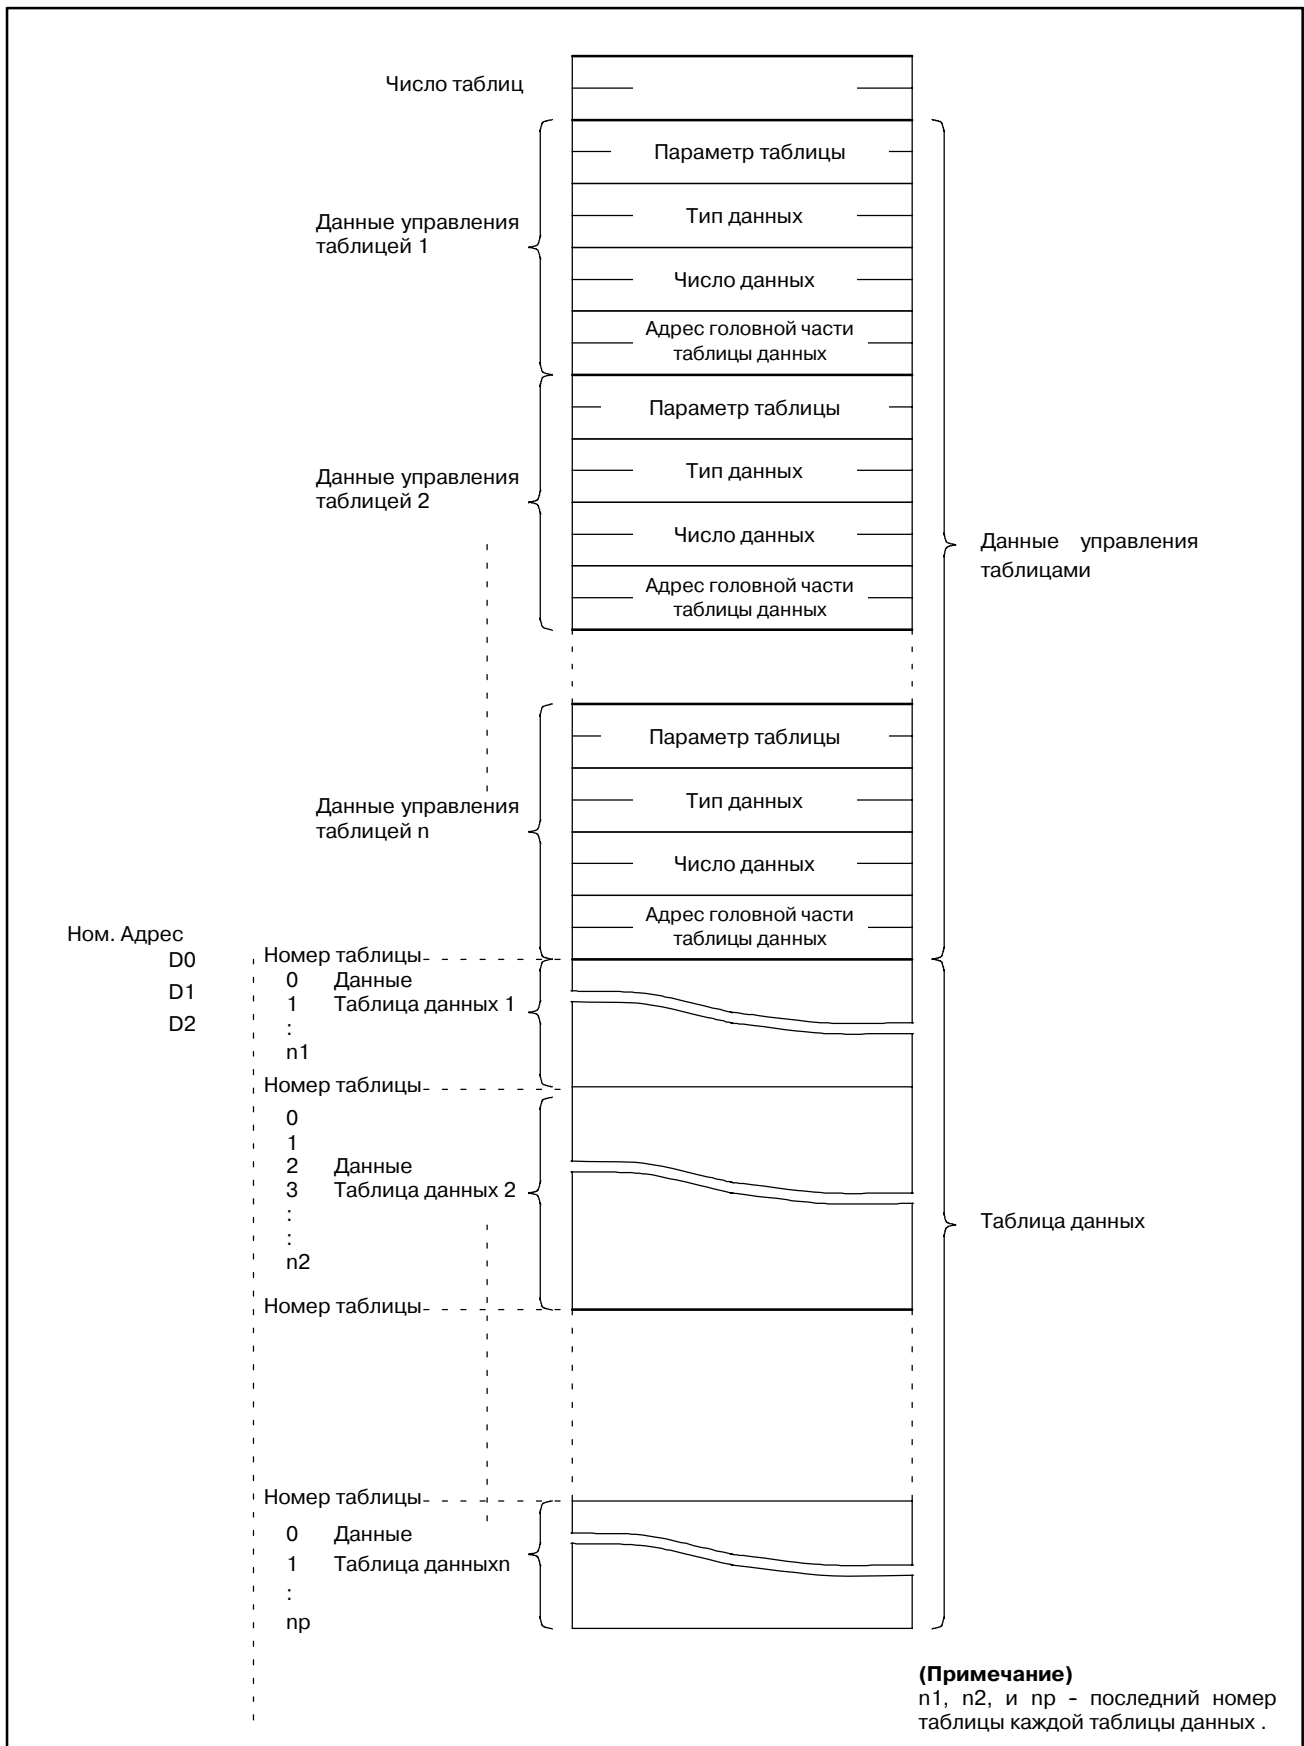 Число таблиц
Параметр таблицы
Тип данных
Данные управления
таблицей 1
Число данных
Адрес головной части
таблицы данных
Параметр таблицы
Тип данных
Данные управления
таблицей 2
Число данных
Данные управления
таблицами
Адрес головной части
таблицы данных
Параметр таблицы
Тип данных
Данные управления
таблицей n
Число данных
Адрес головной части
таблицы данных
Ном. Адрес
D0
D1
D2
Номер таблицы
0 Данные
1 Таблица данных 1
:
n1
Номер таблицы
0
1
2 Данные
3 Таблица данных 2
:
:
n2
Таблица данных
Номер таблицы
Номер таблицы
0 Данные
1 Таблица данныхn
:
np
(Примечание)
n1, n2, и np - последний номер
таблицы каждой таблицы данных .